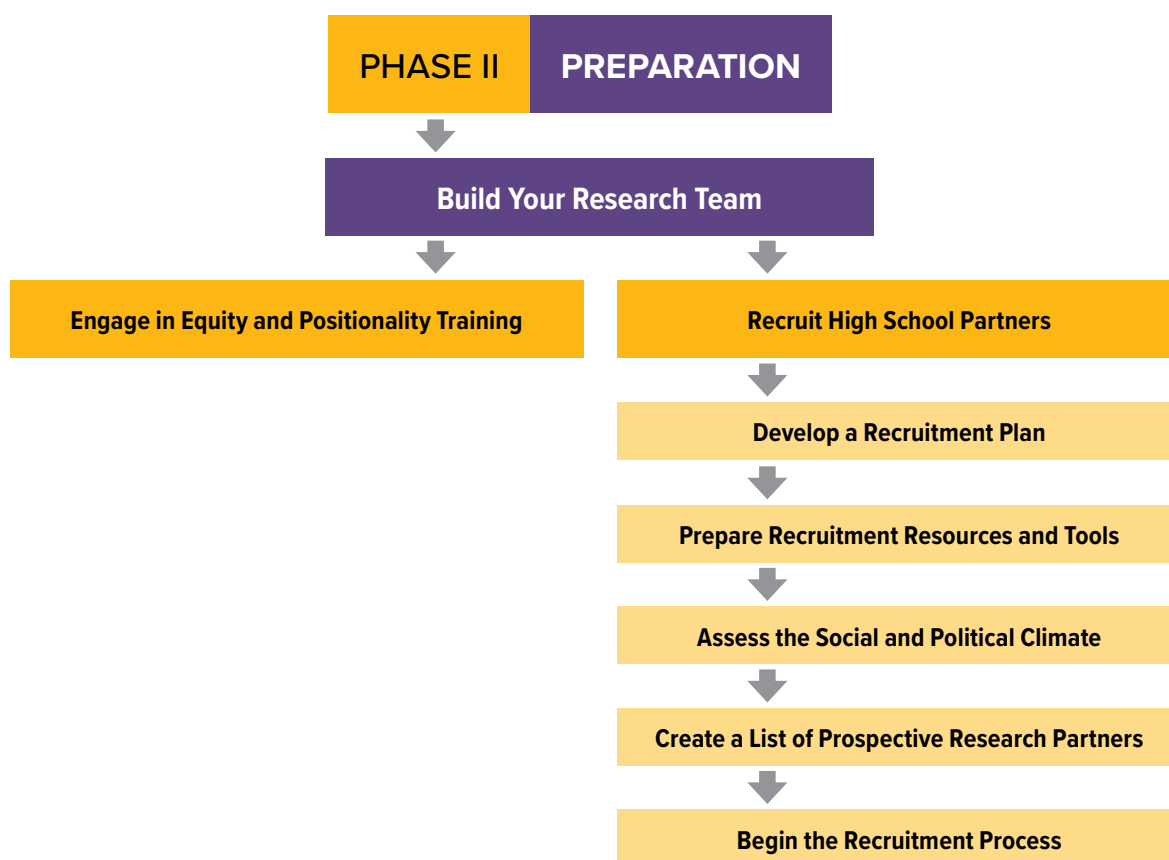 PHASE II PREPARATION
Build Your Research Team
Engage in Equity and Positionality Training
Recruit High School Partners
Develop a Recruitment Plan
Prepare Recruitment Resources and Tools
Assess the Social and Political Climate
Create a List of Prospective Research Partners
Begin the Recruitment Process